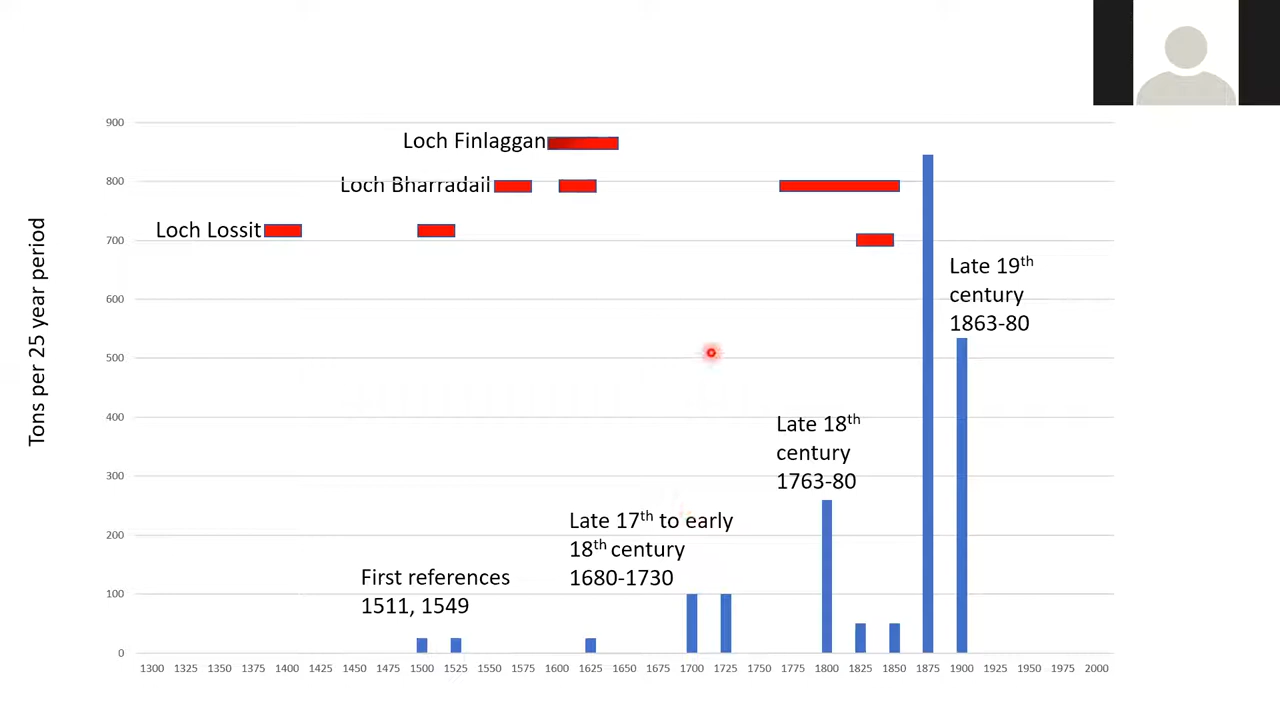 900
Loch Finlaggan
800
Loch Bharradail
Loch Lossit
700
Late 19th
century
1863-80
600
500
Tons per 25 year period
400
Late 18th
century
1763-80
300
200
Late 17th to early
18th century
1680-1730
First references
1511, 1549
100
0
1300 1325 1350 1375 1400 1425 1450 1475 1500 1525 1550 1575 1600 1625 1650 1675 1700 1725 1750 1775 1800 1825 1850 1875 1900 1925 1950 1975 2000